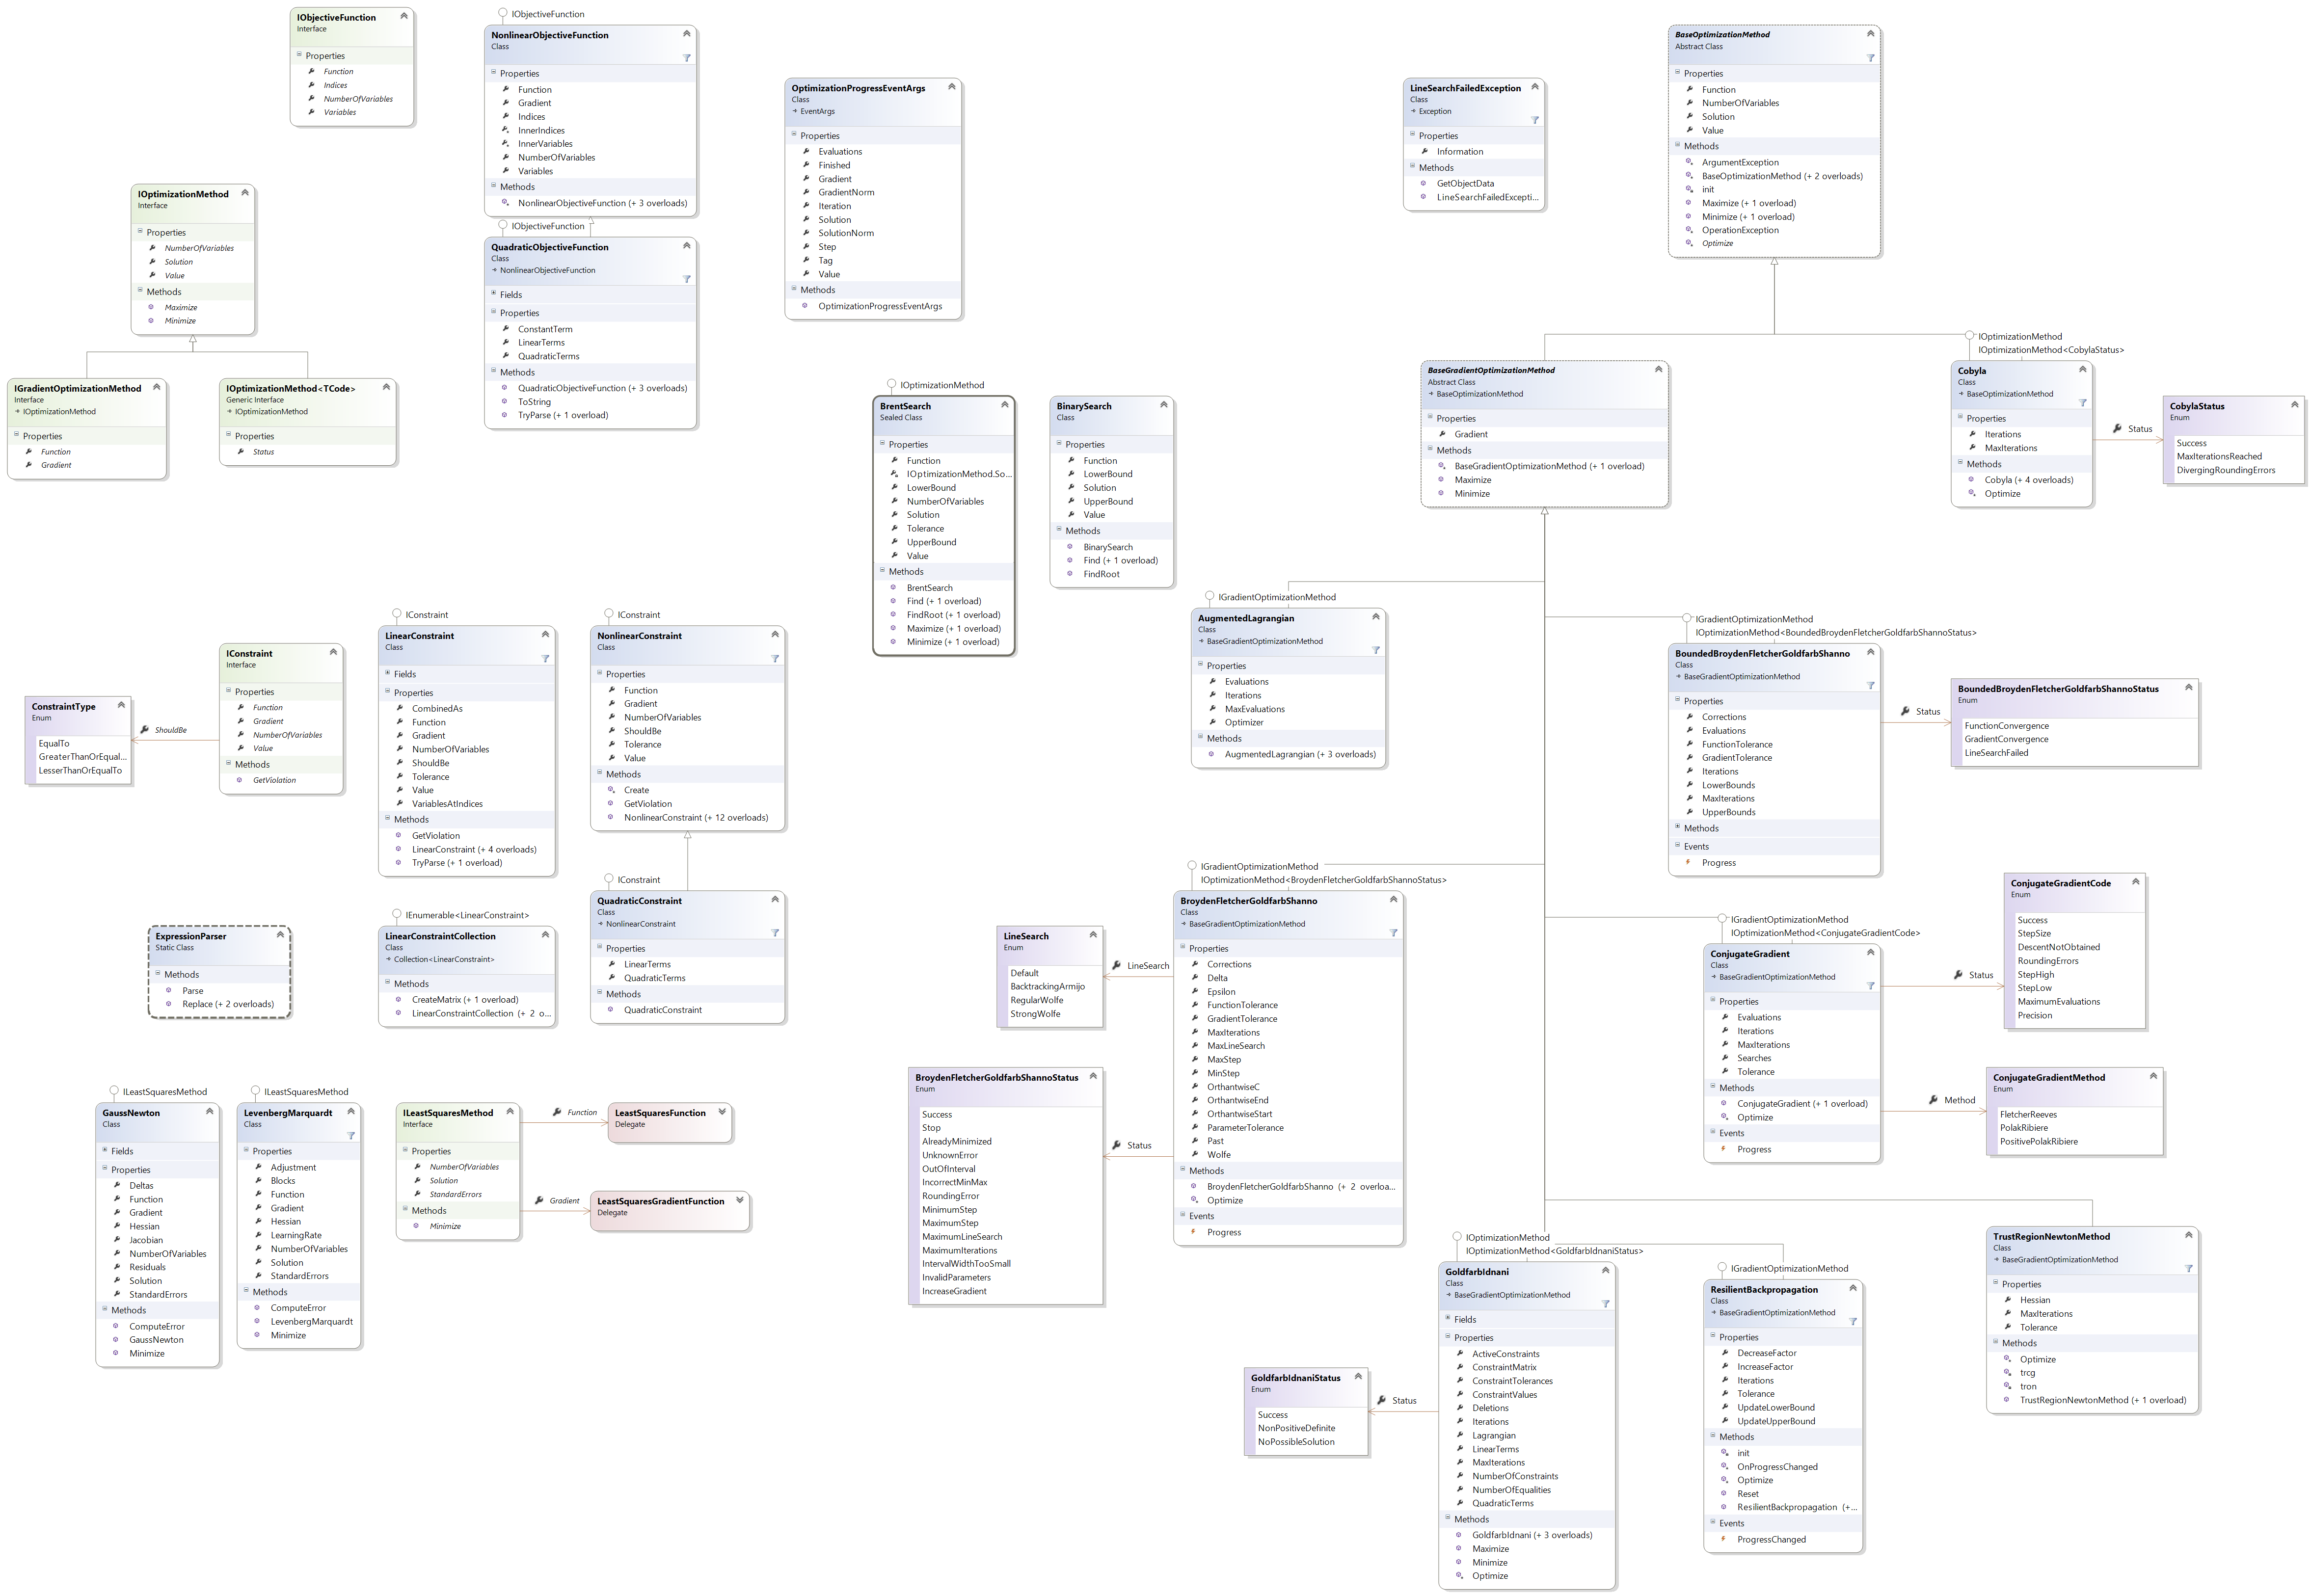 IObjectiveFunction
Interface
Properties
Function
Indices
NumberOfVariables
Variables
IObjectiveFunction
NonlinearObjectiveFunction
Class
Properties
Function
Gradient
Indices
InnerIndices
InnerVariables
NumberOfVariables
Variables
Methods
NonlinearObjectiveFunction (+ 3 overloads)
IObjectiveFunction
QuadraticObjectiveFunction
Class
NonlinearObjectiveFunction
Fields
Properties
ConstantTerm
LinearTerms
QuadraticTerms
Methods
QuadraticObjectiveFunction (+ 3 overloads)
ToString
TryParse (+ 1 overload)
OptimizationProgressEventArgs
Class
EventArgs
Properties
Evaluations
Finished
Gradient
GradientNorm
Iteration
Solution
SolutionNorm
Step
Tag
Value
Methods
OptimizationProgressEventArgs
LineSearchFailedException
Class
Exception
Properties
Information
Methods
GetObjectData
LineSearchFailedExcepti...
BaseOptimizationMethod
Abstract Class
Properties
Function
NumberOfVariables
Solution
Value
Methods
ArgumentException
BaseOptimizationMethod (+ 2 overloads)
init
Maximize (+ 1 overload)
Minimize (+ 1 overload)
OperationException
Optimize
IOptimizationMethod
Interface
Properties
NumberOfVariables
Solution
Value
Methods
Maximize
Minimize
IGradientOptimizationMethod
Interface
IOptimizationMethod
Properties
Function
Gradient
IOptimizationMethod<TCode>
Generic Interface
IOptimizationMethod
Properties
Status
IOptimizationMethod
BrentSearch
Sealed Class
Properties
Function
IOptimizationMethod.So...
LowerBound
NumberOfVariables
Solution
Tolerance
UpperBound
Value
Methods
BrentSearch
Find (+ 1 overload)
FindRoot (+ 1 overload)
Maximize (+ 1 overload)
Minimize (+ 1 overload)
BinarySearch
Class
Properties
Function
LowerBound
Solution
UpperBound
Value
Methods
BinarySearch
Find (+ 1 overload)
FindRoot
BaseGradientOptimizationMethod
Abstract Class
BaseOptimizationMethod
Properties
Gradient
Methods
BaseGradientOptimizationMethod (+ 1 overload)
Maximize
Minimize
IOptimizationMethod
IOptimizationMethod<CobylaStatus>
Cobyla
Class
BaseOptimizationMethod
Properties
Iterations
MaxIterations
Methods
Cobyla (+ 4 overloads)
Optimize
Status
CobylaStatus
Enum
Success
MaxIterationsReached
DivergingRoundingErrors
ConstraintType
Enum
EqualTo
GreaterThanOrEqual...
LesserThanOrEqualTo
ShouldBe
IConstraint
Interface
Properties
Function
Gradient
NumberOfVariables
Value
Methods
GetViolation
IConstraint
LinearConstraint
Class
Fields
Properties
CombinedAs
Function
Gradient
NumberOfVariables
ShouldBe
Tolerance
Value
VariablesAtIndices
Methods
GetViolation
LinearConstraint (+ 4 overloads)
TryParse (+ 1 overload)
IConstraint
NonlinearConstraint
Class
Properties
Function
Gradient
NumberOfVariables
ShouldBe
Tolerance
Value
Methods
Create
GetViolation
NonlinearConstraint (+ 12 overloads)
IConstraint
QuadraticConstraint
Class
NonlinearConstraint
Properties
LinearTerms
QuadraticTerms
Methods
QuadraticConstraint
ExpressionParser
Static Class
Methods
Parse
Replace (+ 2 overloads)
IEnumerable<LinearConstraint>
LinearConstraintCollection
Class
Collection<LinearConstraint>
Methods
CreateMatrix (+ 1 overload)
LinearConstraintCollection (+ 2 o...
IGradientOptimizationMethod
AugmentedLagrangian
Class
BaseGradientOptimizationMethod
Properties
Evaluations
Iterations
MaxEvaluations
Optimizer
Methods
AugmentedLagrangian (+ 3 overloads)
IGradientOptimizationMethod
IOptimizationMethod<BoundedBroydenFletcherGoldfarbShannoStatus>
BoundedBroydenFletcherGoldfarbShanno
Class
BaseGradientOptimizationMethod
Properties
Corrections
Evaluations
FunctionTolerance
GradientTolerance
Iterations
LowerBounds
MaxIterations
UpperBounds
Methods
Events
Progress
Status
BoundedBroydenFletcherGoldfarbShannoStatus
Enum
FunctionConvergence
GradientConvergence
LineSearchFailed
IGradientOptimizationMethod
IOptimizationMethod<BroydenFletcherGoldfarbShannoStatus>
BroydenFletcherGoldfarbShanno
Class
BaseGradientOptimizationMethod
Properties
Corrections
Delta
Epsilon
FunctionTolerance
GradientTolerance
MaxIterations
MaxLineSearch
MaxStep
MinStep
OrthantwiseC
OrthantwiseEnd
OrthantwiseStart
ParameterTolerance
Past
Wolfe
Methods
BroydenFletcherGoldfarbShanno (+ 2 overloa...
Optimize
Events
Progress
LineSearch
LineSearch
Enum
Default
BacktrackingArmijo
RegularWolfe
StrongWolfe
Status
BroydenFletcherGoldfarbShannoStatus
Enum
Success
Stop
AlreadyMinimized
UnknownError
OutOfInterval
IncorrectMinMax
RoundingError
MinimumStep
MaximumStep
MaximumLineSearch
MaximumIterations
IntervalWidthTooSmall
InvalidParameters
IncreaseGradient
IGradientOptimizationMethod
IOptimizationMethod<ConjugateGradientCode>
ConjugateGradient
Class
BaseGradientOptimizationMethod
Properties
Evaluations
Iterations
MaxIterations
Searches
Tolerance
Methods
ConjugateGradient (+ 1 overload)
Optimize
Events
Progress
Status
ConjugateGradientCode
Enum
Success
StepSize
DescentNotObtained
RoundingErrors
StepHigh
StepLow
MaximumEvaluations
Precision
Method
ConjugateGradientMethod
Enum
FletcherReeves
PolakRibiere
PositivePolakRibiere
ILeastSquaresMethod
GaussNewton
Class
Fields
Properties
Deltas
Function
Gradient
Hessian
Jacobian
NumberOfVariables
Residuals
Solution
StandardErrors
Methods
ComputeError
GaussNewton
Minimize
ILeastSquaresMethod
LevenbergMarquardt
Class
Properties
Adjustment
Blocks
Function
Gradient
Hessian
LearningRate
NumberOfVariables
Solution
StandardErrors
Methods
ComputeError
LevenbergMarquardt
Minimize
ILeastSquaresMethod
Interface
Properties
NumberOfVariables
Solution
StandardErrors
Methods
Minimize
Function
LeastSquaresFunction
Delegate
Gradient
LeastSquaresGradientFunction
Delegate
IOptimizationMethod
IOptimizationMethod<GoldfarbIdnaniStatus>
GoldfarbIdnani
Class
BaseGradientOptimizationMethod
Fields
Properties
ActiveConstraints
ConstraintMatrix
ConstraintTolerances
ConstraintValues
Deletions
Iterations
Lagrangian
LinearTerms
MaxIterations
NumberOfConstraints
NumberOfEqualities
QuadraticTerms
Methods
GoldfarbIdnani (+ 3 overloads)
Maximize
Minimize
Optimize
Status
GoldfarbIdnaniStatus
Enum
Success
NonPositiveDefinite
NoPossibleSolution
IGradientOptimizationMethod
ResilientBackpropagation
Class
BaseGradientOptimizationMethod
Properties
DecreaseFactor
IncreaseFactor
Iterations
Tolerance
UpdateLowerBound
UpdateUpperBound
Methods
init
OnProgressChanged
Optimize
Reset
ResilientBackpropagation (+...
Events
ProgressChanged
TrustRegionNewtonMethod
Class
BaseGradientOptimizationMethod
Properties
Hessian
MaxIterations
Tolerance
Methods
Optimize
trcg
tron
TrustRegionNewtonMethod (+ 1 overload)